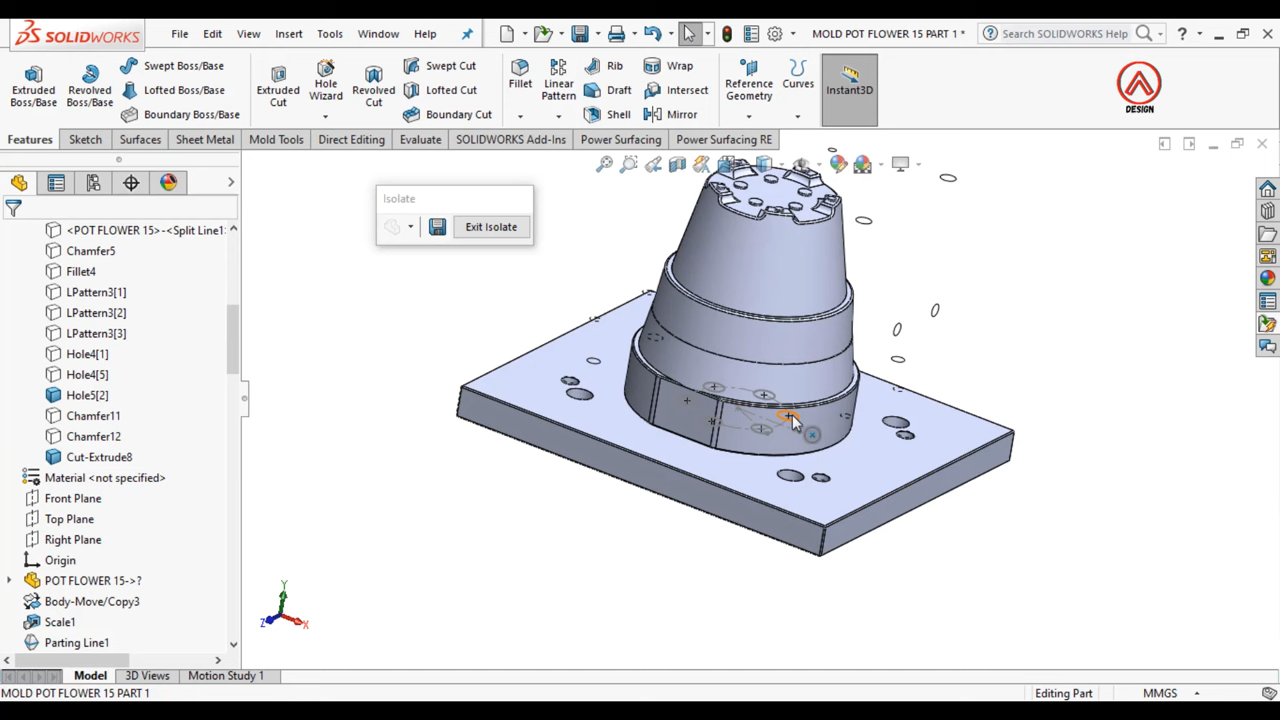 SOLIDWORKS
File Edit View Insert Tools Window Help
MOLD POT FLOWER 15 PART 1 *
Search SOLIDWORKS Help
Extruded Boss/Base
Revolved Boss/Base
Swept Boss/Base
Lofted Boss/Base
Boundary Boss/Base
Extruded Cut
Hole Wizard
Revolved Cut
Swept Cut
Lofted Cut
Boundary Cut
Fillet
Linear Pattern
Rib
Draft
Shell
Wrap
Intersect
Mirror
Reference Geometry
Curves
Instant3D
DESIGN
Features Sketch Surfaces Sheet Metal Mold Tools Direct Editing Evaluate SOLIDWORKS Add-Ins Power Surfacing Power Surfacing RE
Isolate
Exit Isolate
<POT FLOWER 15>-<Split Line1>
Chamfer5
Fillet4
LPattern3[1]
LPattern3[2]
LPattern3[3]
Hole4[1]
Hole4[5]
Hole5[2]
Chamfer11
Chamfer12
Cut-Extrude8
Material <not specified>
Front Plane
Top Plane
Right Plane
Origin
POT FLOWER 15->?
Body-Move/Copy3
Scale1
Parting Line1
Y
Z
X
Model 3D Views Motion Study 1
MOLD POT FLOWER 15 PART 1
Editing Part
MMGS